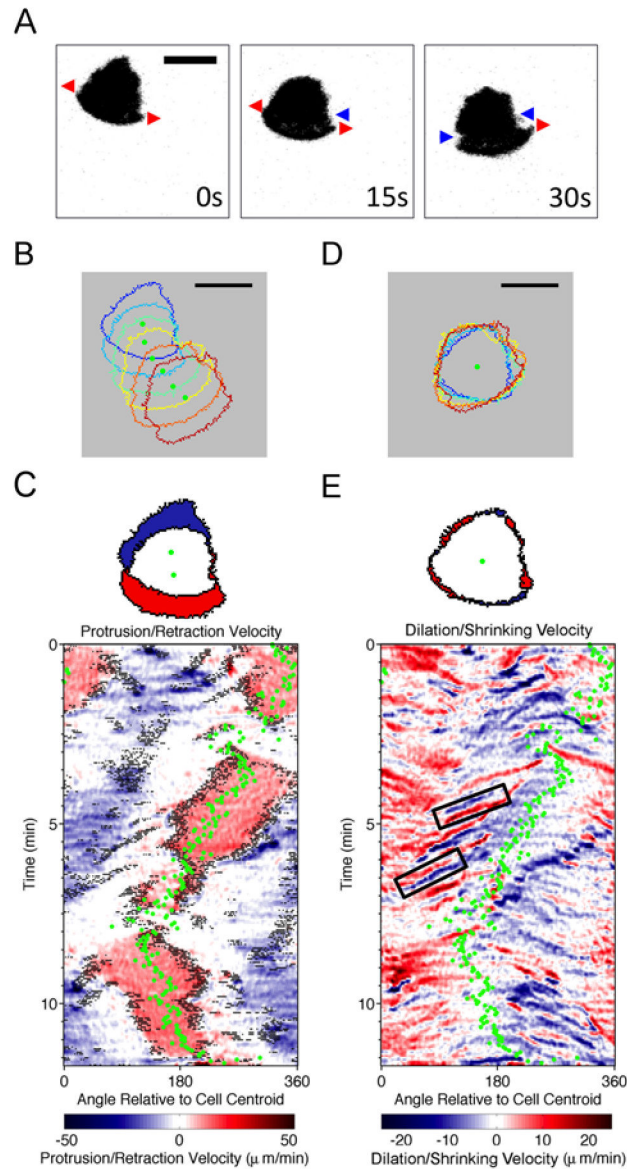 A
0s
15s
30s
B
D
C
E
Protrusion/Retraction Velocity
Dilation/Shrinking Velocity
Time (min)
0
5
10
0
180
360
Angle Relative to Cell Centroid
-50
0
50
Protrusion/Retraction Velocity (μ m/min)
Time (min)
0
5
10
0
180
360
Angle Relative to Cell Centroid
-20
-10
0
10
20
Dilation/Shrinking Velocity (μ m/min)